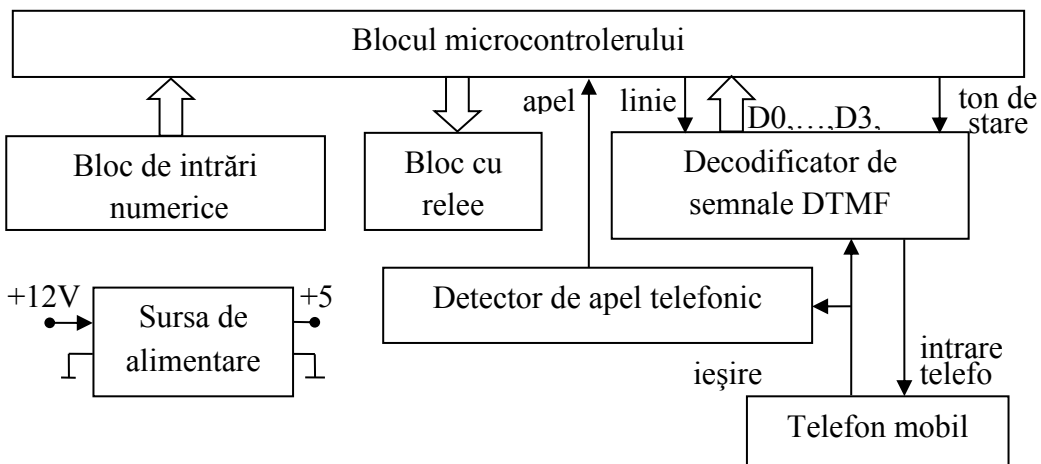 Blocul microcontrolerului
apel
linie
D0,…,D3,
ton de
stare
Bloc de intrări
numerice
Bloc cu
relee
Decodificator de
semnale DTMF
+12V
Sursa de
alimentare
+5
Detector de apel telefonic
ieşire
intrare
telefo
Telefon mobil